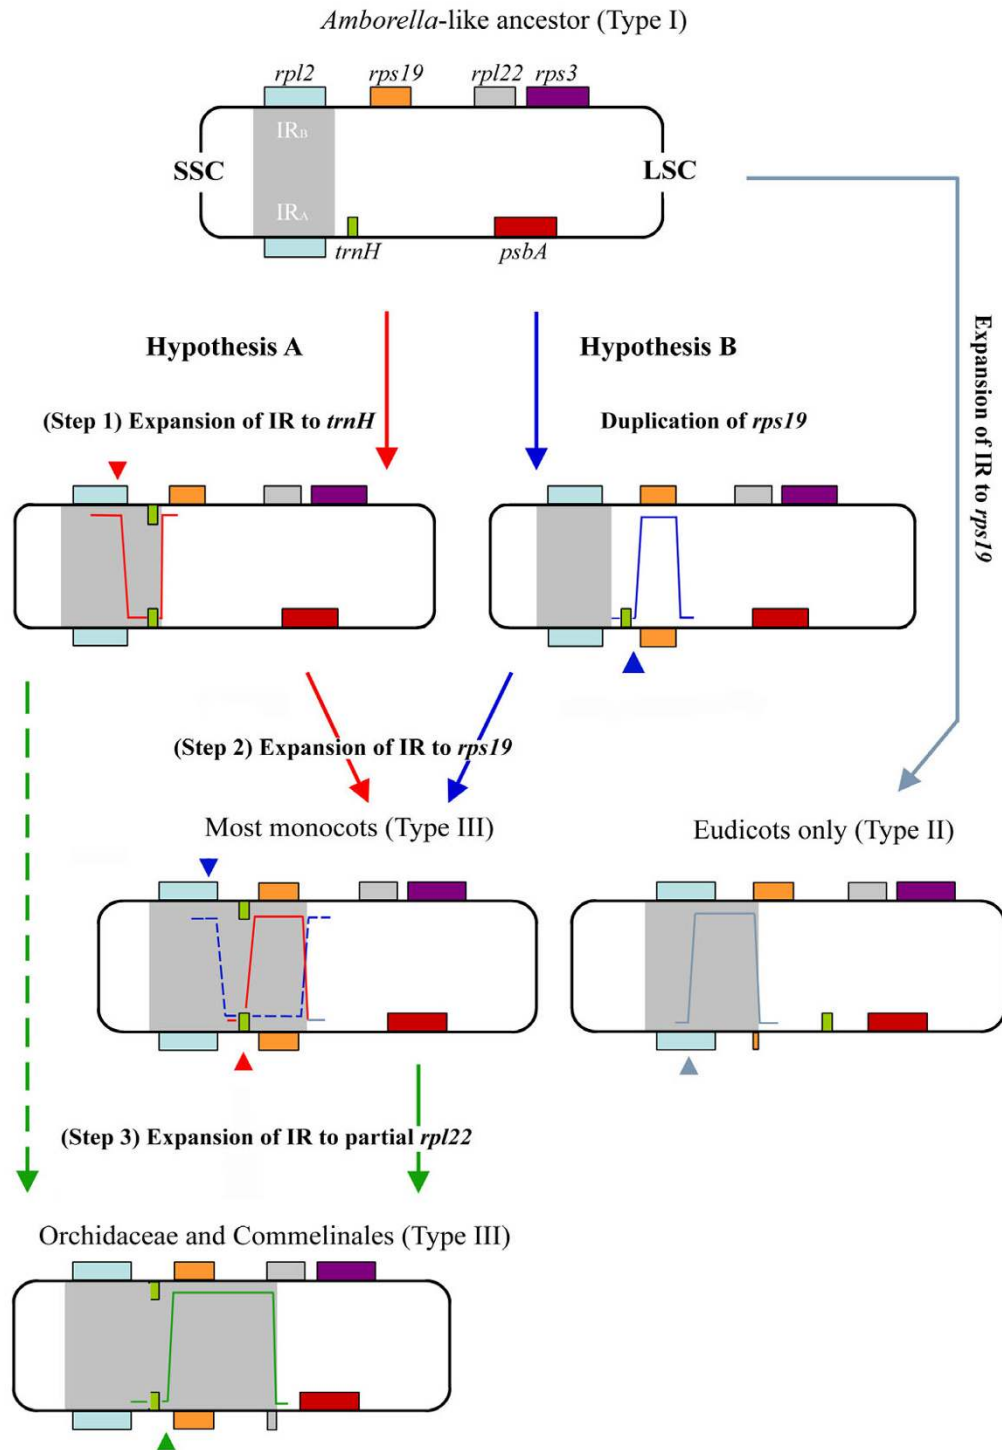 Amborella-like ancestor (Type I)
rpl2 rps19 rpl22 rps3
IRB
SSC LSC
IRA
trnH psbA
Hypothesis A Hypothesis B
Expansion of IR to rps19
(Step 1) Expansion of IR to trnH Duplication of rps19
(Step 2) Expansion of IR to rps19
Most monocots (Type III) Eudicots only (Type II)
(Step 3) Expansion of IR to partial rpl22
Orchidaceae and Commelinales (Type III)